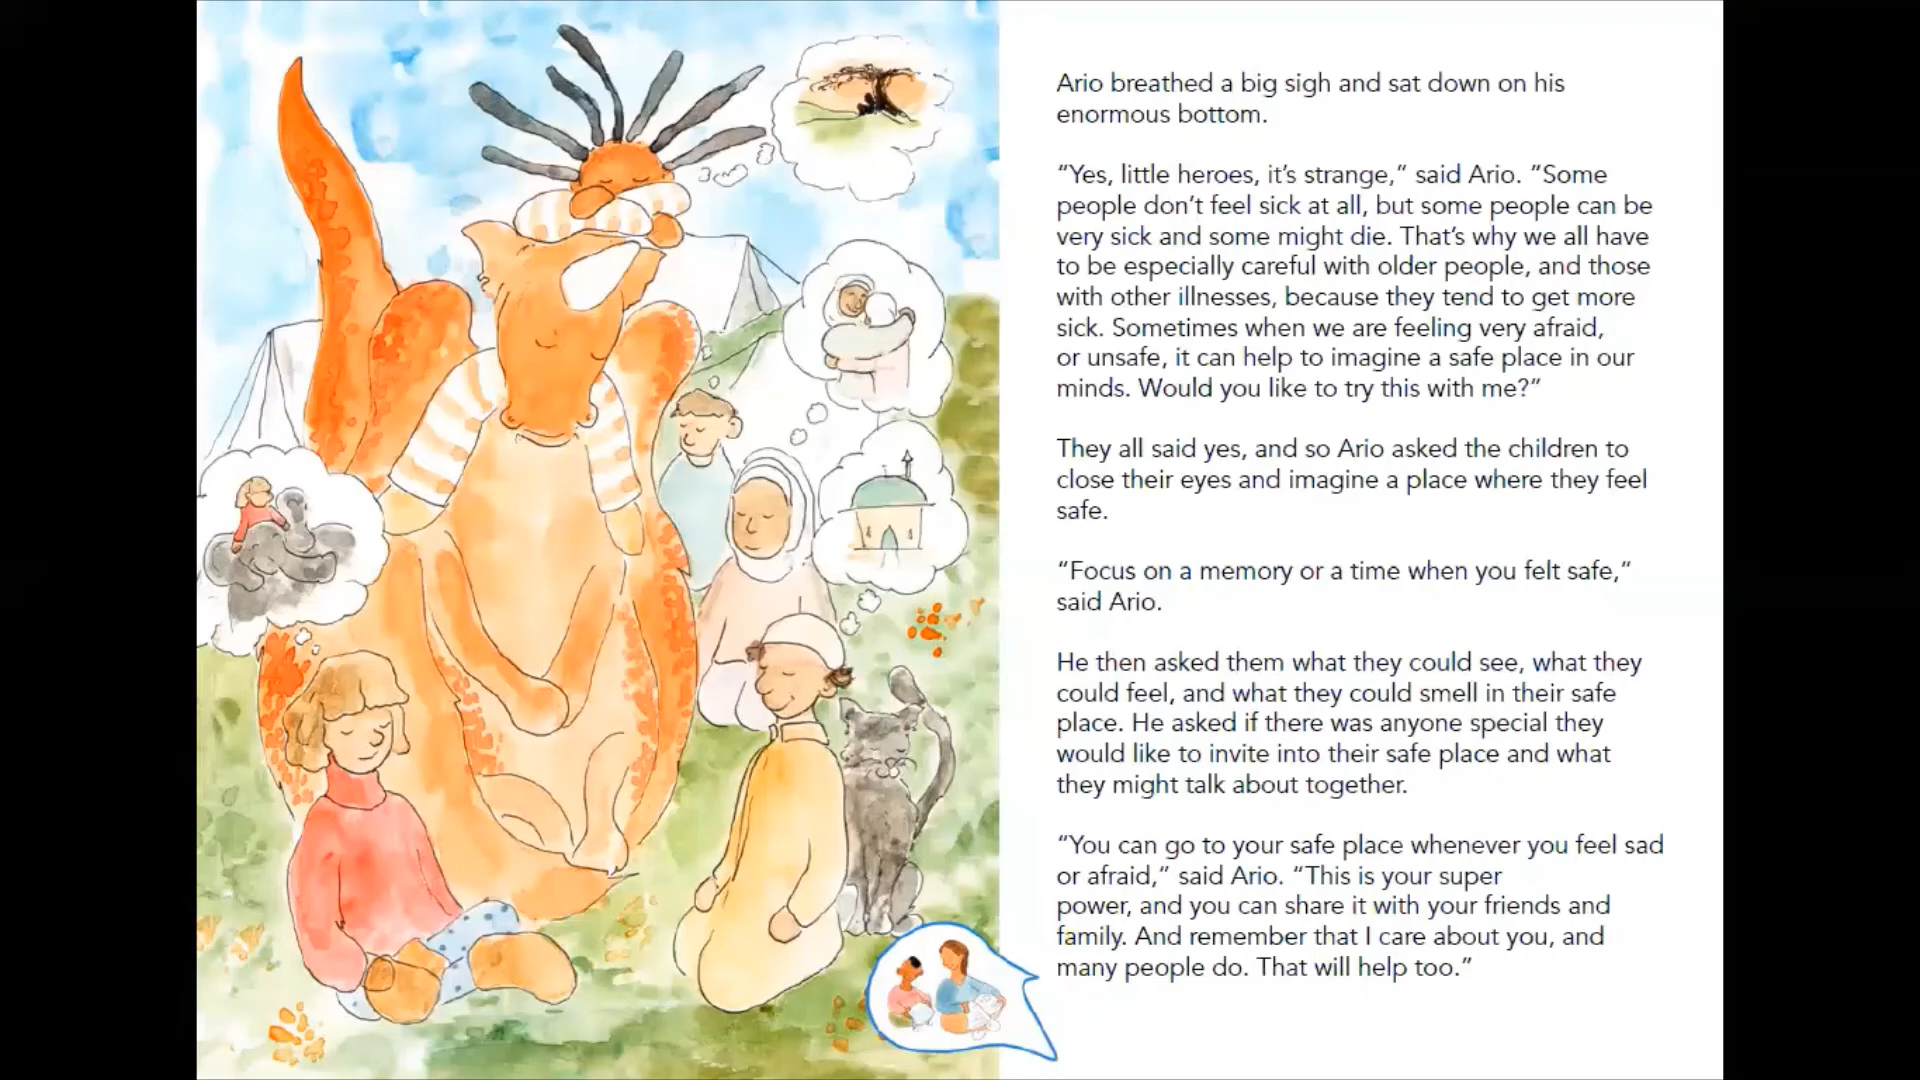 Ario breathed a big sigh and sat down on his
enormous bottom.
“Yes, little heroes, it’s strange,” said Ario. “Some
people don’t feel sick at all, but some people can be
very sick and some might die. That’s why we all have
to be especially careful with older people, and those
with other illnesses, because they tend to get more
sick. Sometimes when we are feeling very afraid,
or unsafe, it can help to imagine a safe place in our
minds. Would you like to try this with me?”
They all said yes, and so Ario asked the children to
close their eyes and imagine a place where they feel
safe.
“Focus on a memory or a time when you felt safe,”
said Ario.
He then asked them what they could see, what they
could feel, and what they could smell in their safe
place. He asked if there was anyone special they
would like to invite into their safe place and what
they might talk about together.
“You can go to your safe place whenever you feel sad
or afraid,” said Ario. “This is your super
power, and you can share it with your friends and
family. And remember that I care about you, and
many people do. That will help too.”